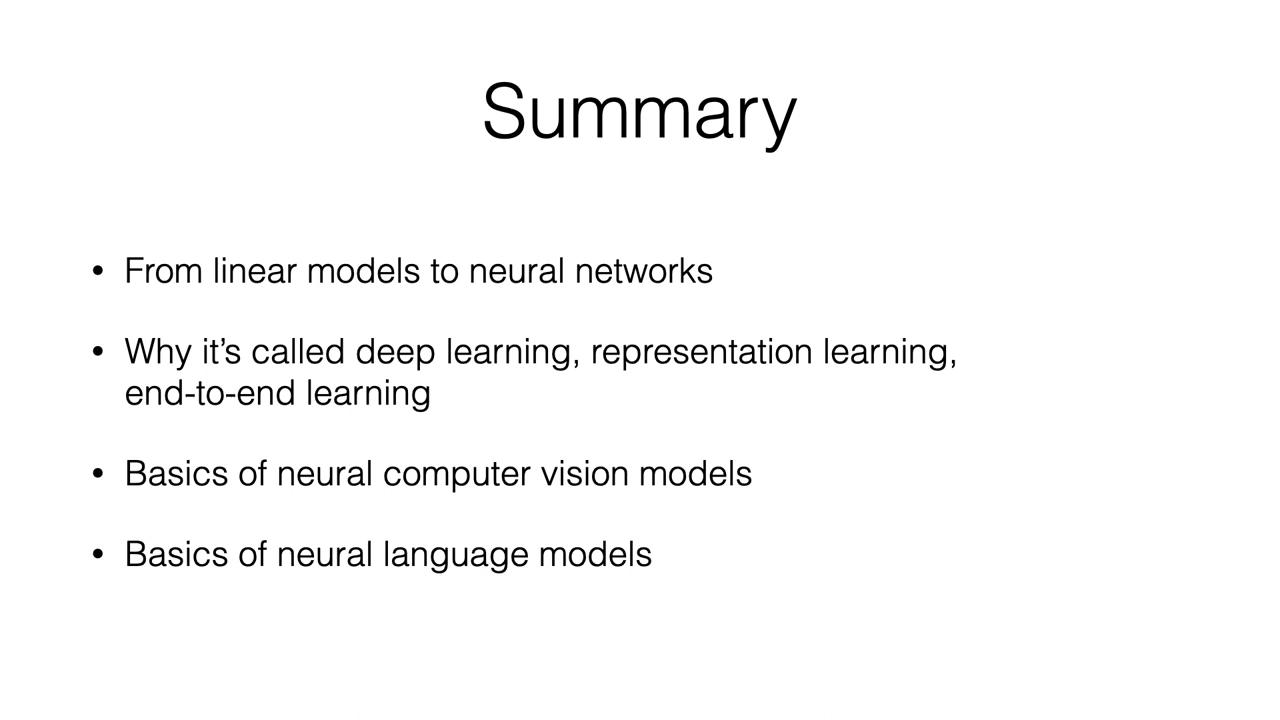 Summary
• From linear models to neural networks
• Why it’s called deep learning, representation learning,
end-to-end learning
• Basics of neural computer vision models
• Basics of neural language models